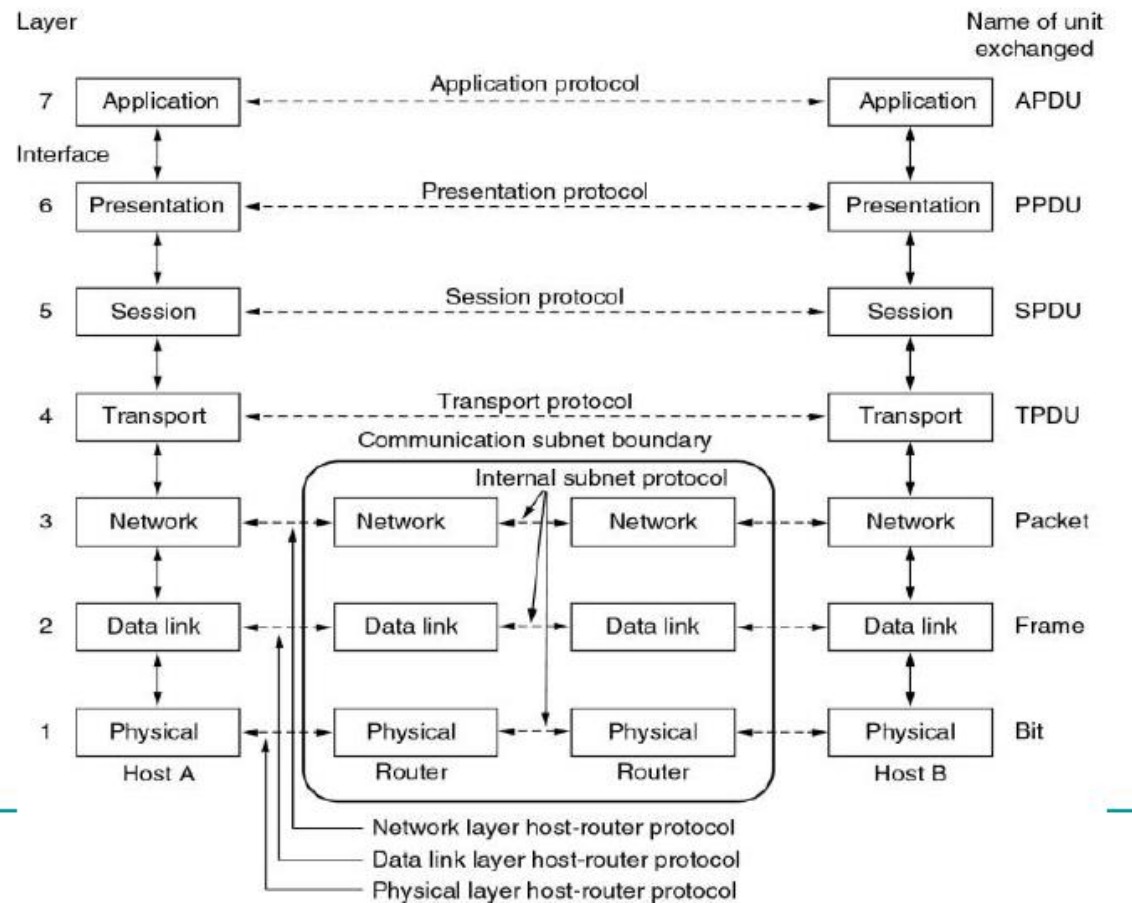 Layer
Name of unit
exchanged
7
Application
Application protocol
Application
APDU
Interface
6
Presentation
Presentation protocol
Presentation
PPDU
5
Session
Session protocol
Session
SPDU
4
Transport
Transport protocol
Transport
TPDU
Communication subnet boundary
Internal subnet protocol
3
Network
Network
Network
Network
Packet
2
Data link
Data link
Data link
Data link
Frame
1
Physical
Physical
Physical
Physical
Bit
Host A
Router
Router
Host B
Network layer host-router protocol
Data link layer host-router protocol
Physical layer host-router protocol